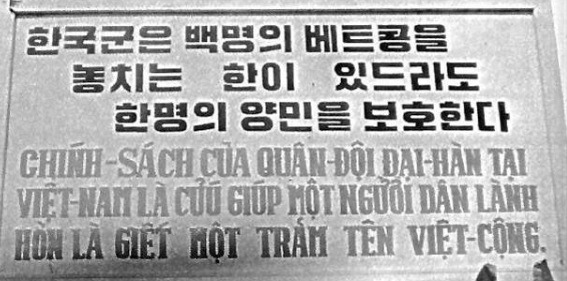 한국군은 백명의 베트콩을
놓치는 한이 있드라도
한명의 양민을 보호한다
CHÍNH-SÁCH CỦA QUÂN-ĐỘI ĐẠI-HÀN TẠI
VIỆT-NAM LÀ CỨU GIÚP MỘT NGƯỜI DÂN LÀNH
HƠN LÀ GIẾT MỘT TRĂM TÊN VIỆT-CỘNG.